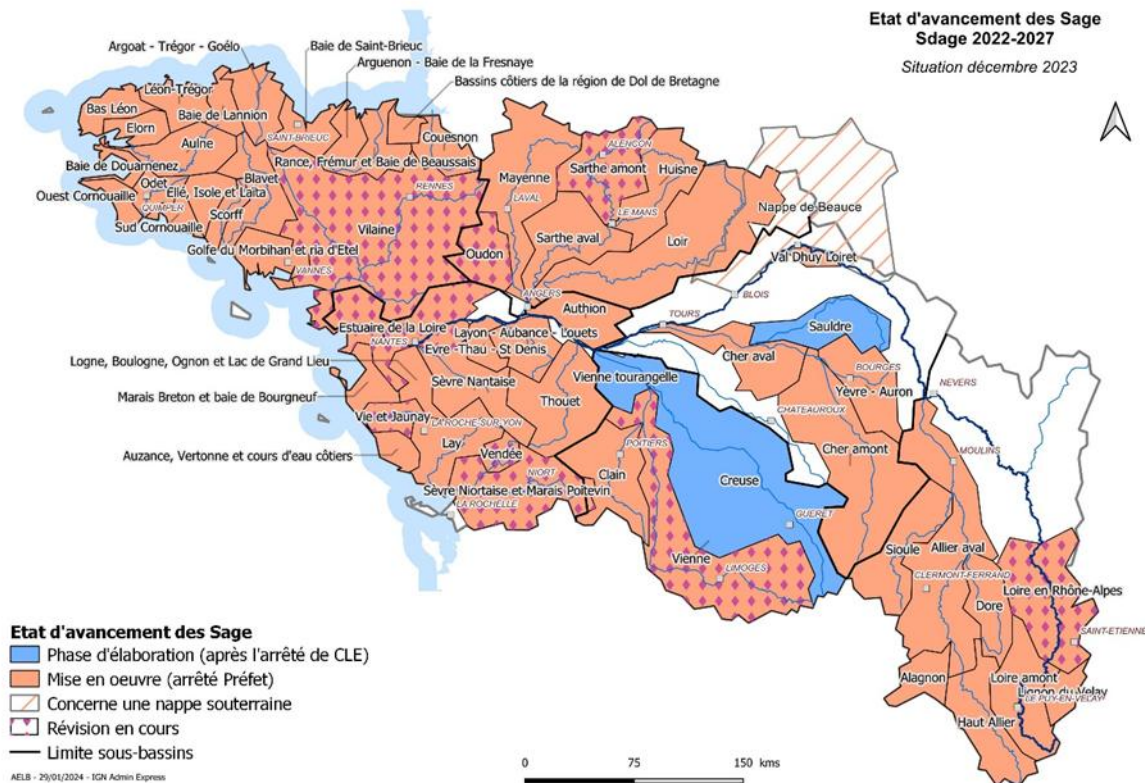 Etat d'avancement des Sage
Sdage 2022-2027
Situation décembre 2023
Argoat - Trégor - Goëlo
Baie de Saint-Brieuc
Arguenon - Baie de la Fresnaye
Bassins côtiers de la région de Dol de Bretagne
Léon-Trégor
Bas Léon
Baie de Lannion
Elorn
SAINT-BRIEUC
Couesnon
Aulne
ALENÇON
Baie de Douarnenez
Rance, Frémur et Baie de Beaussais
Sarthe amont
Huisne
Odet
Blavet
Mayenne
Ouest Cornouaille
Ellé, Isole et Laïta
RENNES
LAVAL
QUIMPER
Scorff
LE MANS
Nappe de Beauce
Sud Cornouaille
Vilaine
Sarthe aval
Loir
Golfe du Morbihan et ria d'Etel
Oudon
Val Dhuy Loiret
VANNES
ANGERS
BLOIS
Authion
TOURS
Estuaire de la Loire
Layon - Aubance - Louets
Sauldre
NANTES
Evre -Thau - St Denis
Cher aval
Logne, Boulogne, Ognon et Lac de Grand Lieu
BOURGES
Sèvre Nantaise
Vienne tourangelle
Yèvre - Auron
NEVERS
Marais Breton et baie de Bourgneuf
Thouet
CHATEAUROUX
Vie et Jaunay
LA ROCHE-SUR-YON
Lay
POITIERS
MOULINS
Auzance, Vertonne et cours d'eau côtiers
Vendée
Clain
Cher amont
NIORT
Creuse
Sèvre Niortaise et Marais Poitevin
LA ROCHELLE
GUERET
Sioule
Allier aval
Vienne
LIMOGES
CLERMONT-FERRAND
Loire en Rhône-Alpes
Dore
SAINT-ETIENNE
Alagnon
Loire amont
Lignon du Velay
LE PUY-EN-VELAY
Haut Allier
Etat d'avancement des Sage
Phase d'élaboration (après l'arrêté de CLE)
Mise en oeuvre (arrêté Préfet)
Concerne une nappe souterraine
Révision en cours
Limite sous-bassins
AELB - 29/01/2024 - IGN Admin Express
0 75 150 kms